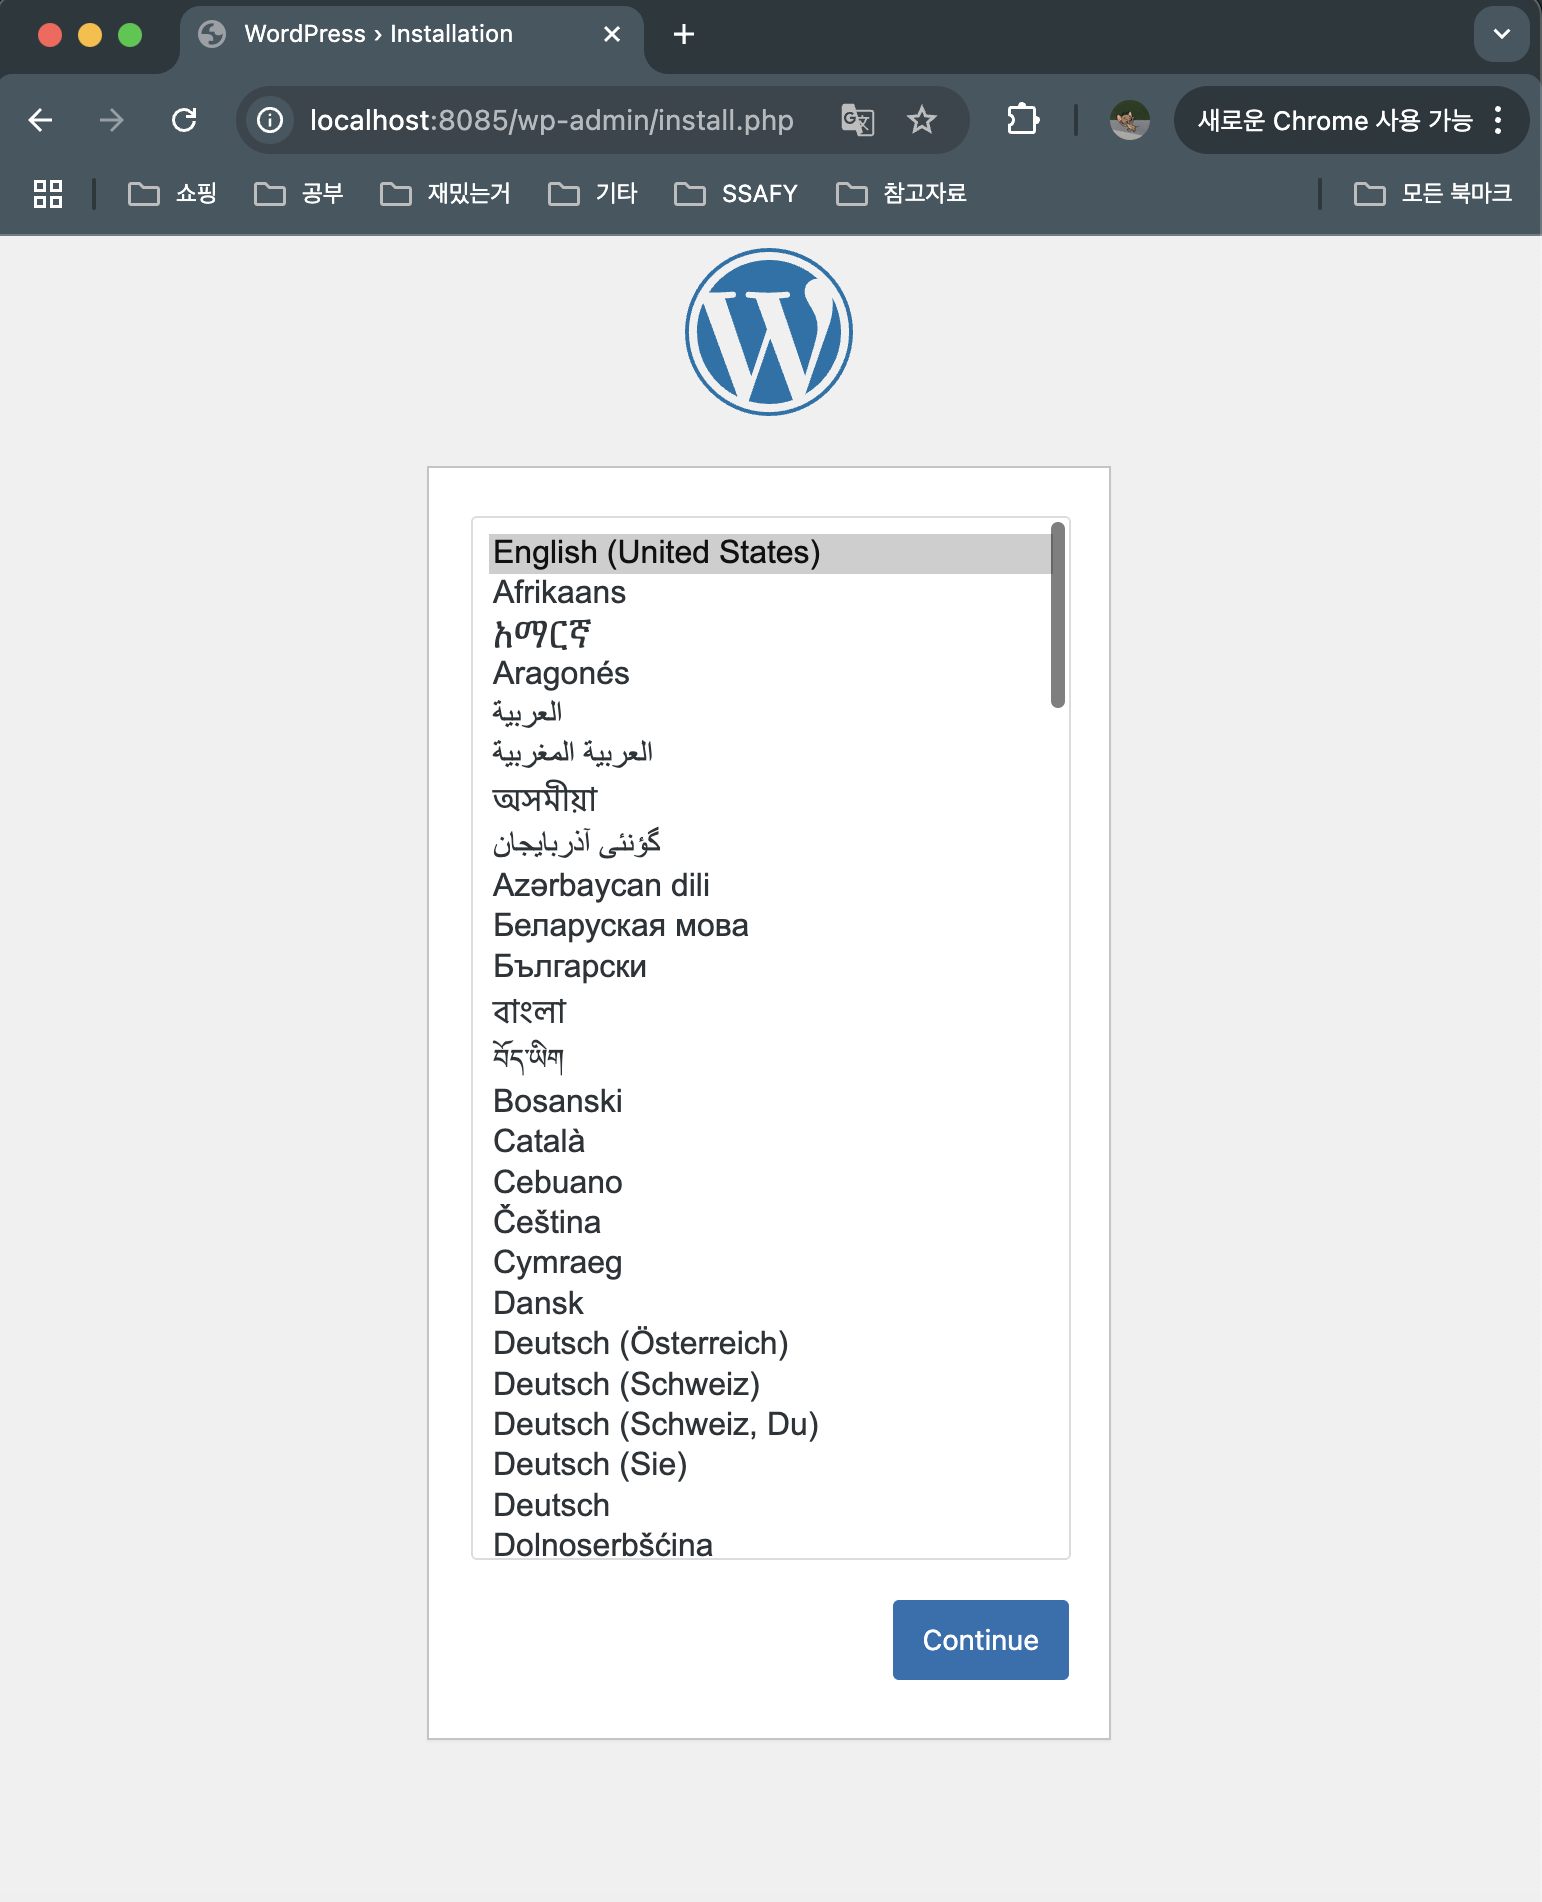 WordPress › Installation
localhost:8085/wp-admin/install.php
새로운 Chrome 사용 가능
쇼핑
공부
재밌는거
기타
SSAFY
참고자료
모든 북마크
English (United States)
Afrikaans
አማርኛ
Aragonés
العربية
العربية المغربية
অসমীয়া
گؤنئی آذربایجان
Azərbaycan dili
Беларуская мова
Български
বাংলা
བོད་ཡིག
Bosanski
Català
Cebuano
Čeština
Cymraeg
Dansk
Deutsch (Österreich)
Deutsch (Schweiz)
Deutsch (Schweiz, Du)
Deutsch (Sie)
Deutsch
Dolnoserbšćina
Continue